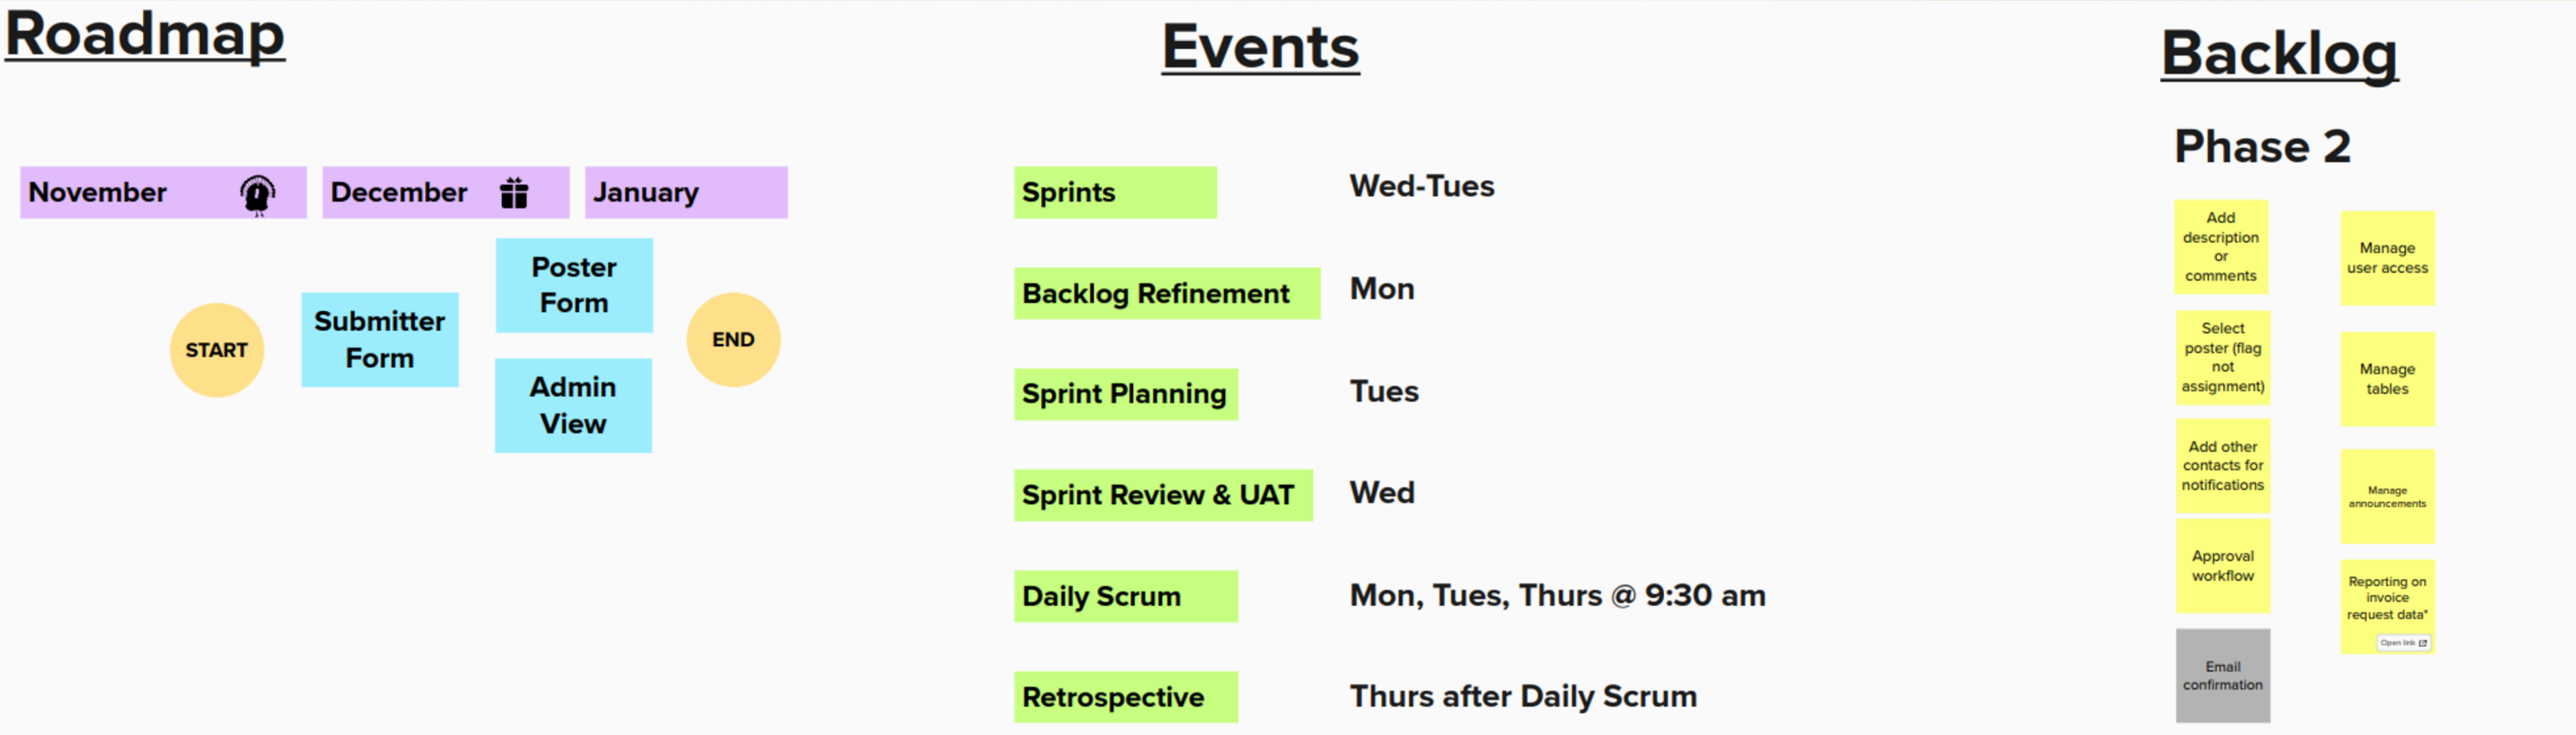 Roadmap
November
December
January
START
Submitter
Form
Poster
Form
Admin
View
END
Events
Sprints
Wed-Tues
Backlog Refinement
Mon
Sprint Planning
Tues
Sprint Review & UAT
Wed
Daily Scrum
Mon, Tues, Thurs @ 9:30 am
Retrospective
Thurs after Daily Scrum
Backlog
Phase 2
Add
description
or
comments
Select
poster (flag
not
assignment)
Add other
contacts for
notifications
Approval
workflow
Email
confirmation
Manage
user access
Manage
tables
Manage
announcements
Reporting on
invoice
request data*
Open link